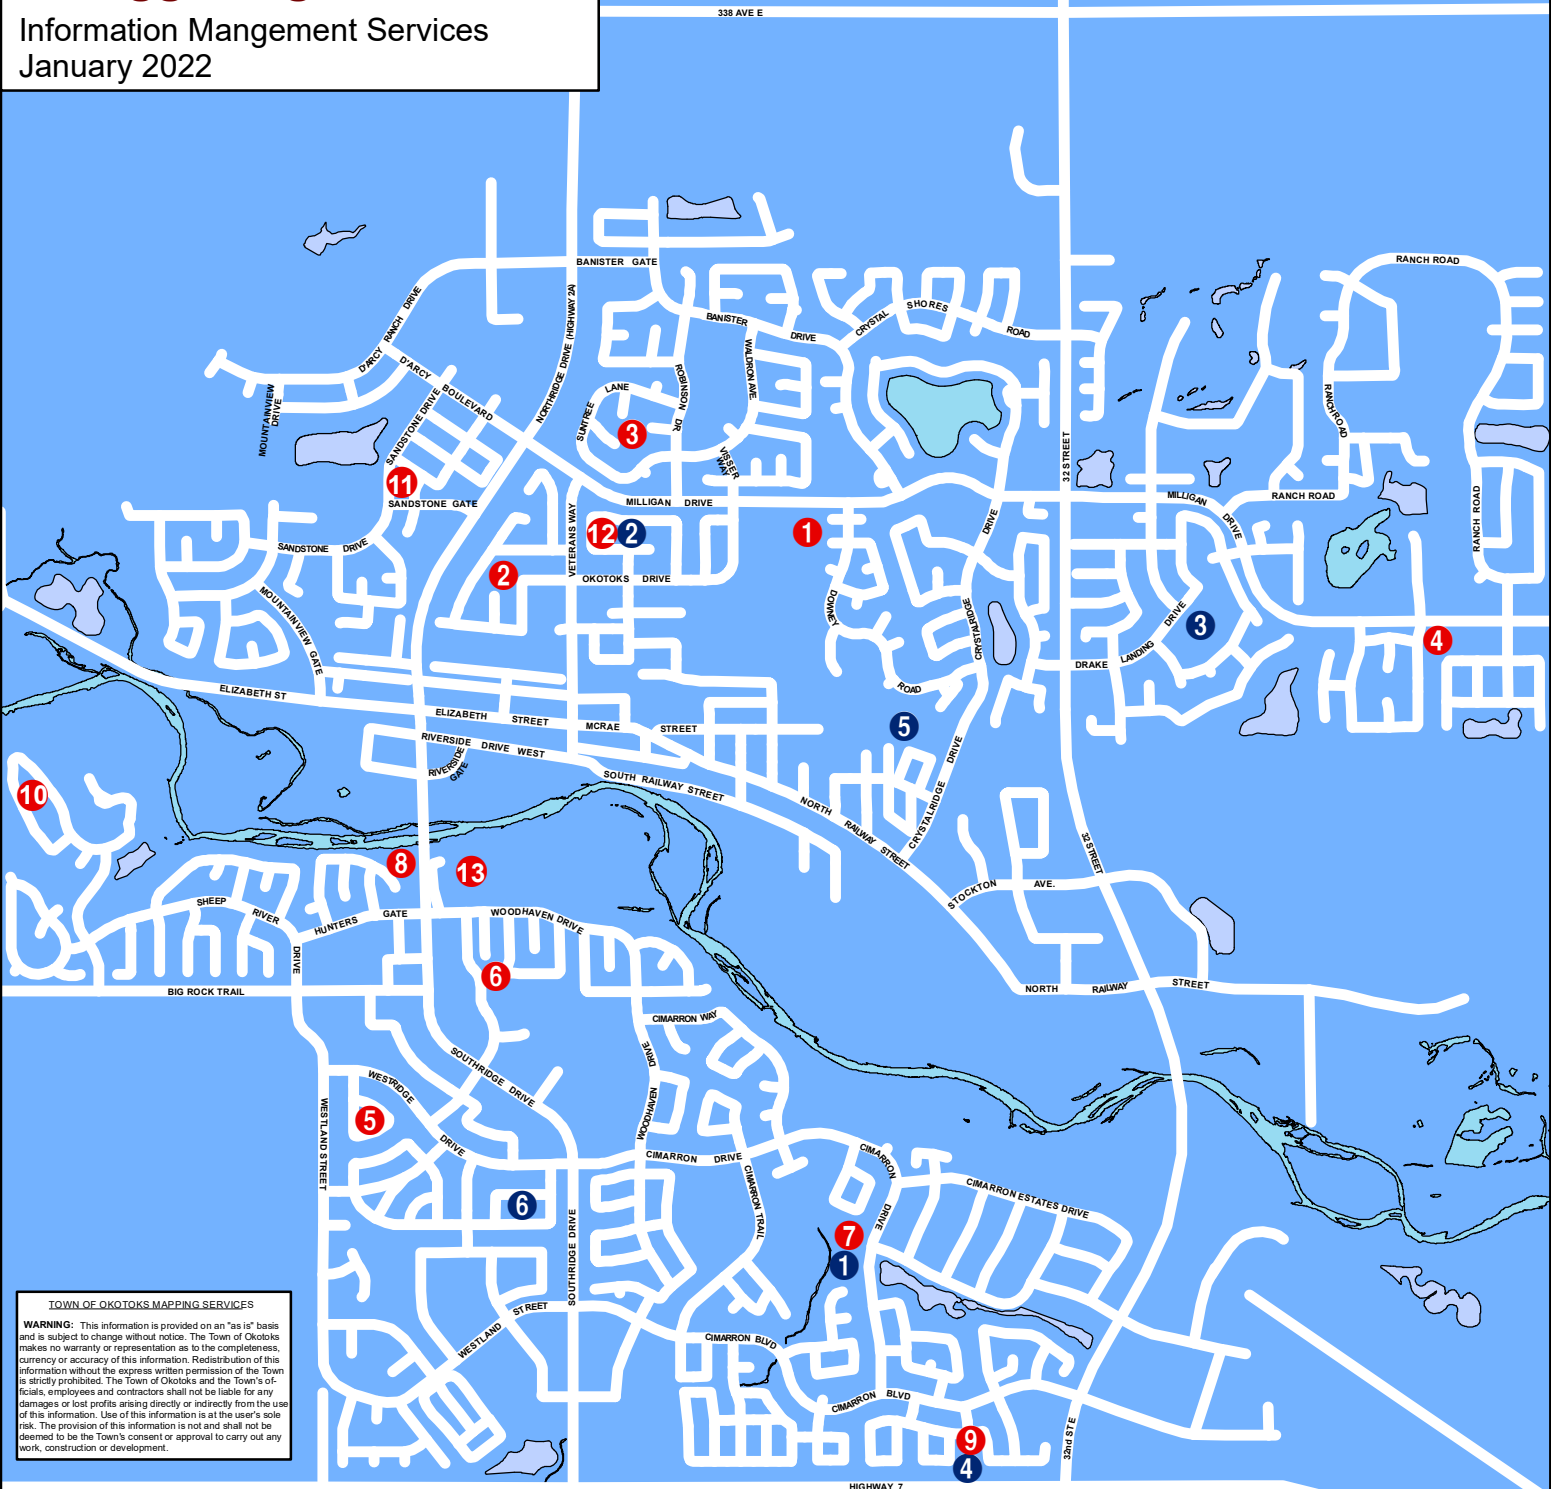 Information Mangement Services
January 2022
338 AVE E
BANISTER GATE
RANCH ROAD
D'ARCY RANCH DRIVE
NORTHRIDGE DRIVE (HIGHWAY 2A)
BANISTER DRIVE
CRYSTAL SHORES ROAD
D'ARCY BOULEVARD
MOUNTAINVIEW DRIVE
SANDSTONE DRIVE
SUNTREE LANE
ROBINSON DR.
WALDRON AVE.
VISSER WAY
RANCH ROAD
32 STREET
3
11
SANDSTONE GATE
MILLIGAN DRIVE
MILLIGAN DRIVE
RANCH ROAD
RANCH ROAD
12
2
1
VETERANS WAY
DRIVE
SANDSTONE DRIVE
2
OKOTOKS DRIVE
MOUNTAINVIEW GATE
DOWNEY ROAD
CRYSTALRIDGE
3
4
DRAKE LANDING DRIVE
ELIZABETH ST
ELIZABETH STREET
MCRAE STREET
5
RIVERSIDE DRIVE WEST
RIVERSIDE GATE
SOUTH RAILWAY STREET
NORTH RAILWAY STREET
CRYSTALRIDGE DRIVE
10
32 STREET
8
13
STOCKTON AVE.
SHEEP RIVER DRIVE
HUNTERS GATE
WOODHAVEN DRIVE
6
BIG ROCK TRAIL
NORTH RAILWAY STREET
CIMARRON WAY
SOUTHRIDGE DRIVE
WOODHAVEN DRIVE
WESTRIDGE DRIVE
5
WESTLAND STREET
CIMARRON DRIVE
CIMARRON DRIVE
CIMARRON TRAIL
CIMARRON ESTATES DRIVE
6
SOUTHRIDGE DRIVE
7
1
WESTLAND STREET
CIMARRON BLVD
CIMARRON BLVD
9
4
32nd ST E
HIGHWAY 7
TOWN OF OKOTOKS MAPPING SERVICES
WARNING: This information is provided on an "as is" basis
and is subject to change without notice. The Town of Okotoks
makes no warranty or representation as to the completeness,
currency or accuracy of this information. Redistribution of this
information without the express written permission of the Town
is strictly prohibited. The Town of Okotoks and the Town's of-
ficials, employees and contractors shall not be liable for any
damages or lost profits arising directly or indirectly from the use
of this information. Use of this information is at the user's sole
risk. The provision of this information is not and shall not be
deemed to be the Town's consent or approval to carry out any
work, construction or development.